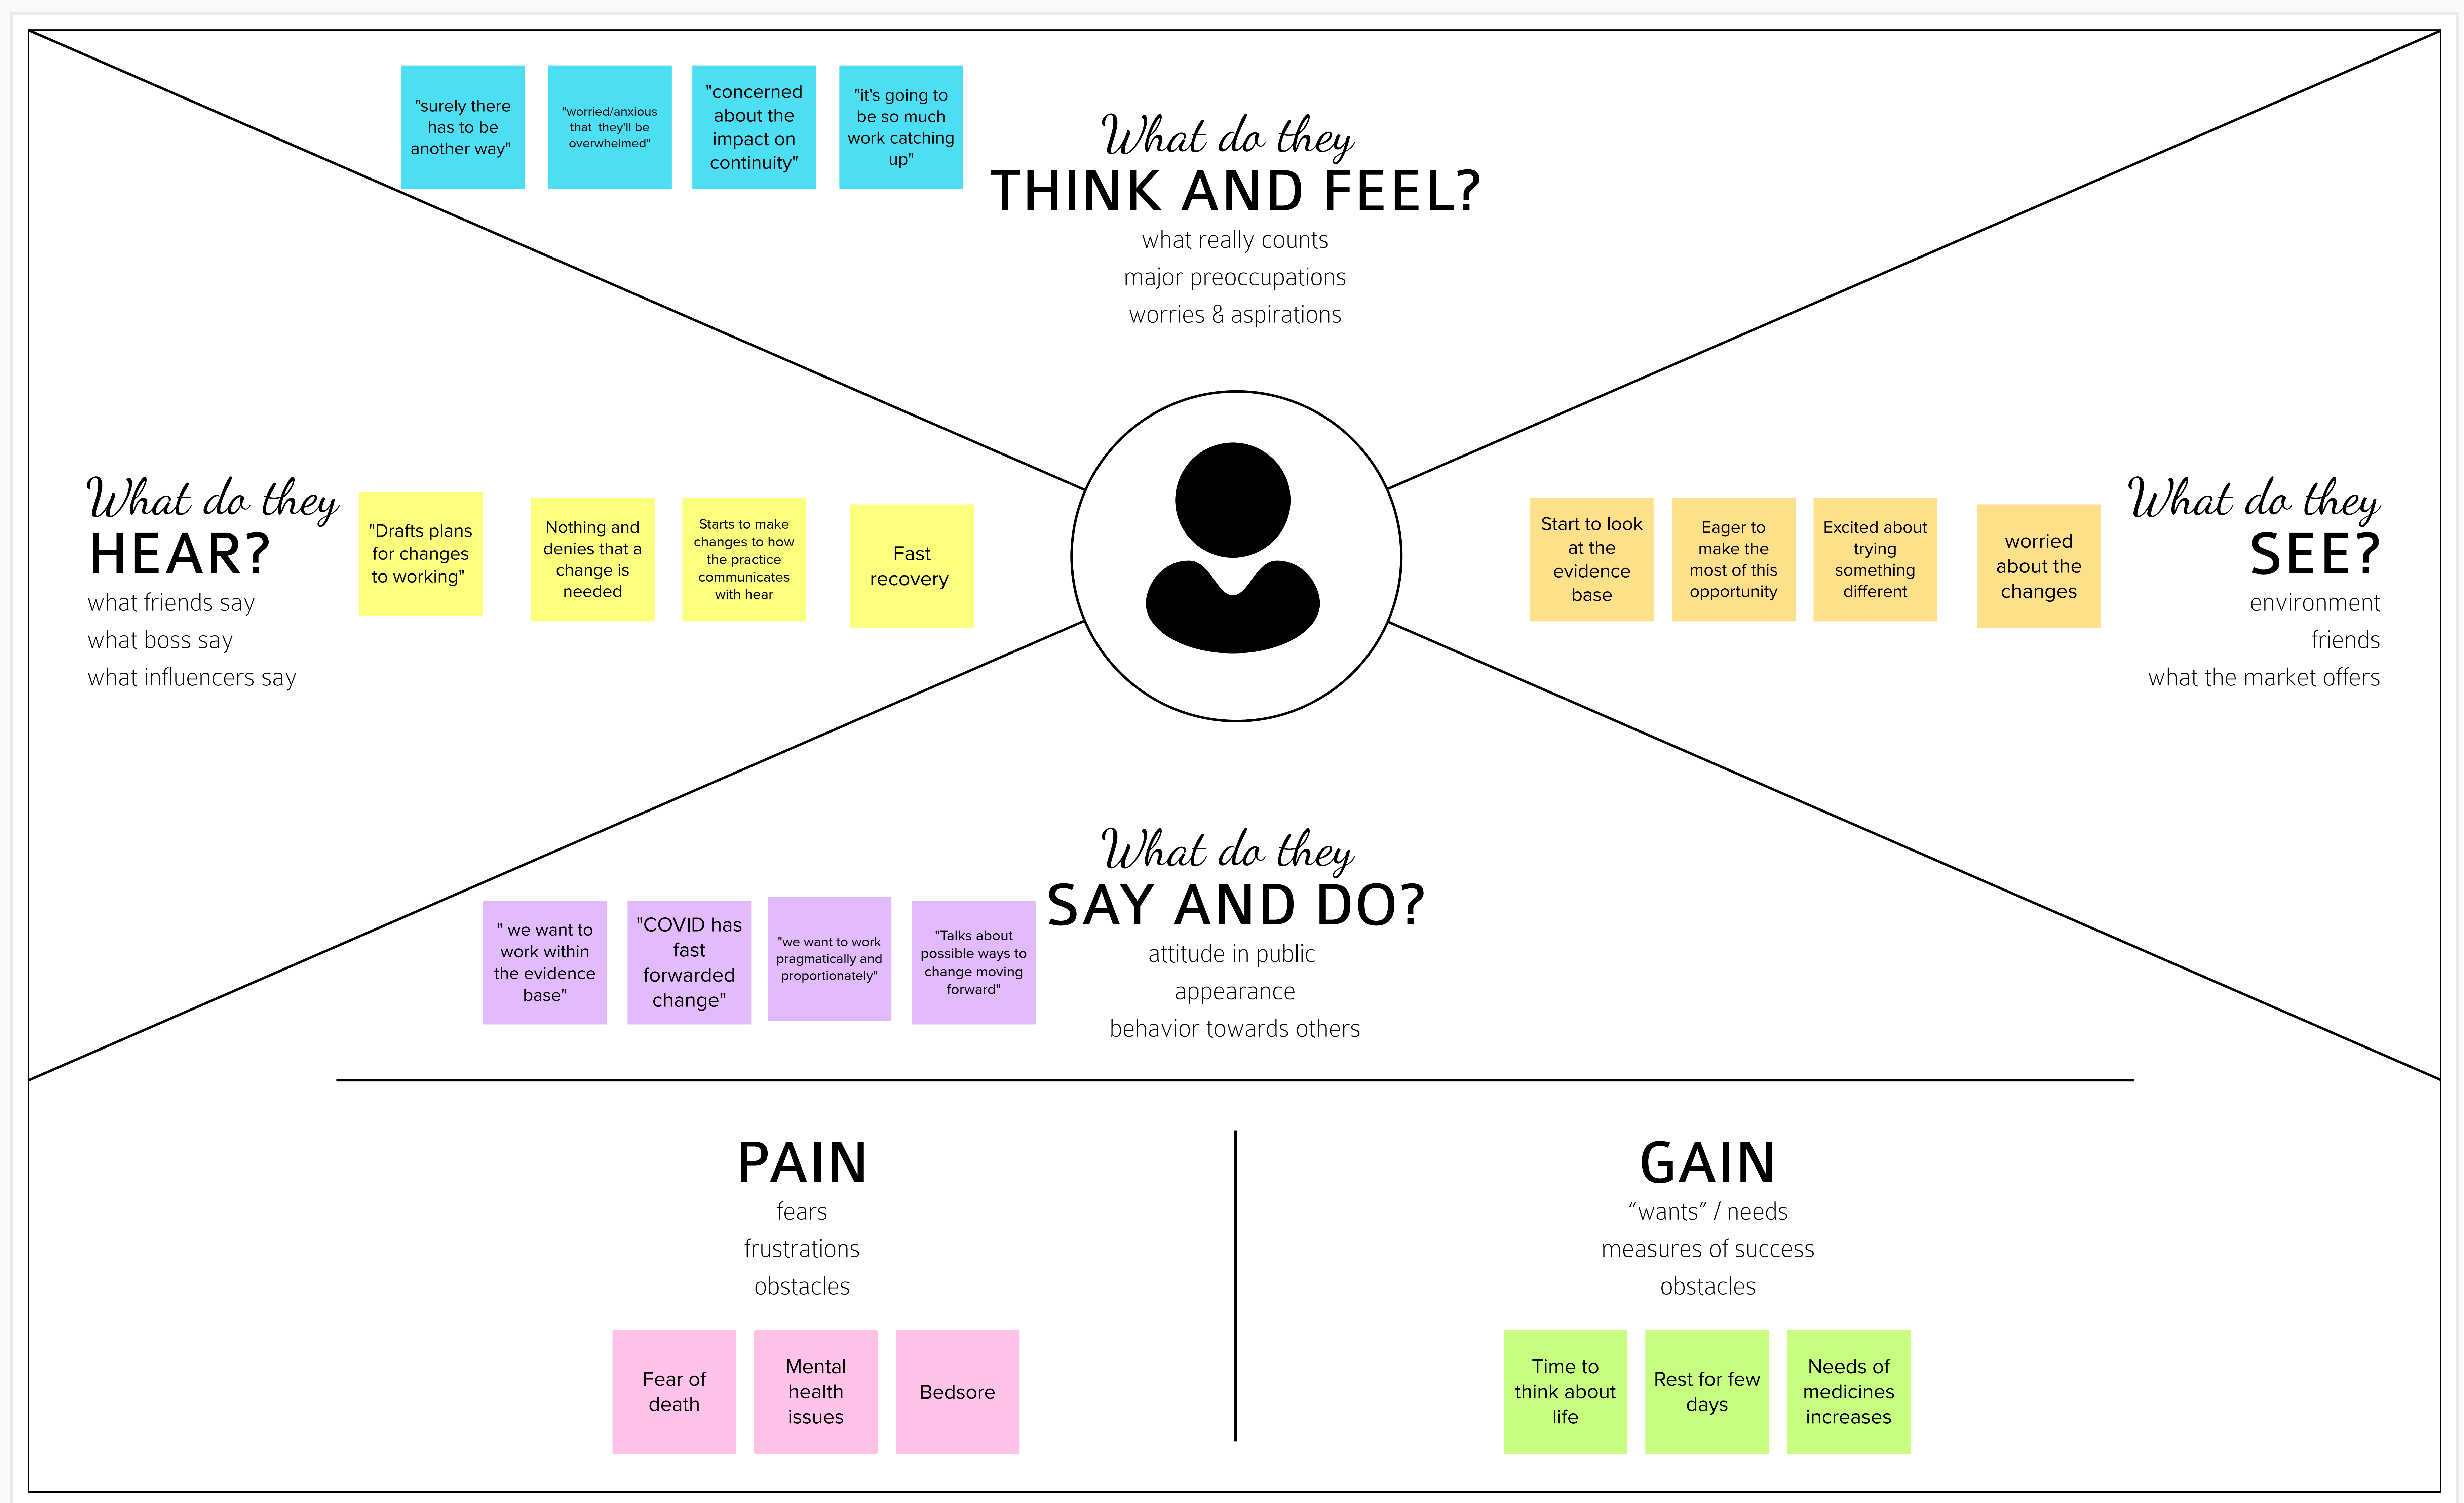 "surely there
has to be
another way"
"worried/anxious
that  they'll be
overwhelmed"
"concerned
about the
impact on
continuity"
"it's going to
be so much
work catching
up"
What do they
THINK AND FEEL?
what really counts
major preoccupations
worries & aspirations
What do they
HEAR?
what friends say
what boss say
what influencers say
"Drafts plans
for changes
to working"
Nothing and
denies that a
change is
needed
Starts to make
changes to how
the practice
communicates
with hear
Fast
recovery
Start to look
at the
evidence
base
Eager to
make the
most of this
opportunity
Excited about
trying
something
different
worried
about the
changes
What do they
SEE?
environment
friends
what the market offers
What do they
SAY AND DO?
attitude in public
appearance
behavior towards others
" we want to
work within
the evidence
base"
"COVID has
fast
forwarded
change"
"we want to work
pragmatically and
proportionately"
"Talks about
possible ways to
change moving
forward"
PAIN
fears
frustrations
obstacles
Fear of
death
Mental
health
issues
Bedsore
GAIN
“wants” / needs
measures of success
obstacles
Time to
think about
life
Rest for few
days
Needs of
medicines
increases